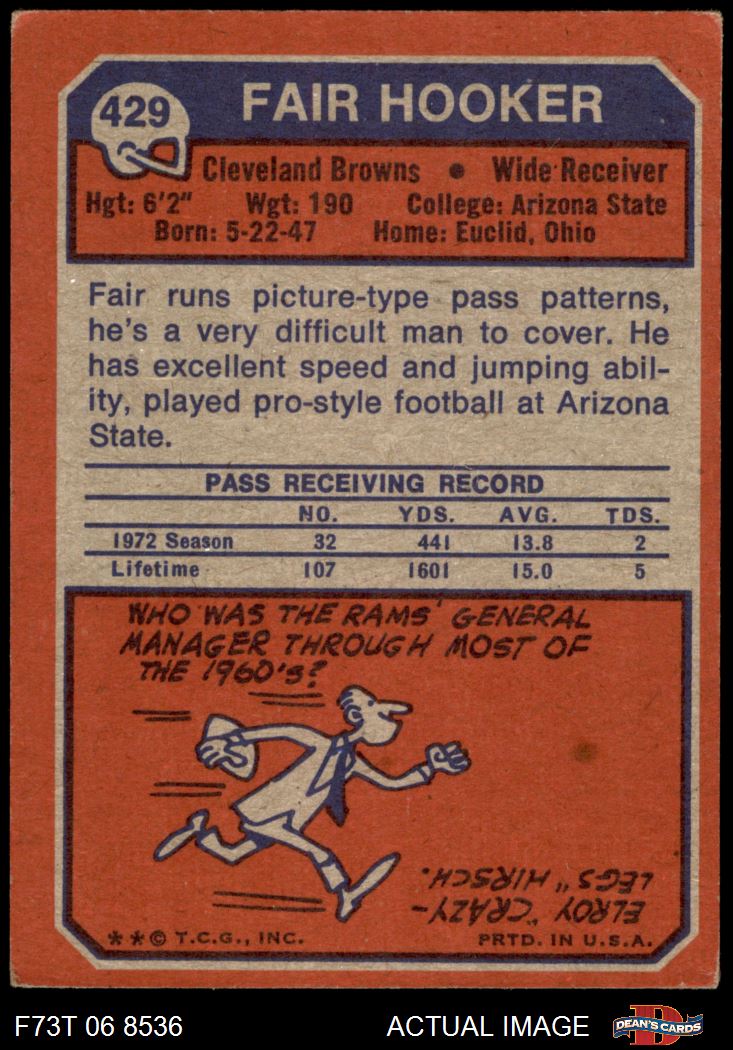 429
FAIR HOOKER
Cleveland Browns • Wide Receiver
Hgt: 6'2" Wgt: 190 College: Arizona State
Born: 5-22-47 Home: Euclid, Ohio
Fair runs picture-type pass patterns,
he's a very difficult man to cover. He
has excellent speed and jumping abil-
ity, played pro-style football at Arizona
State.
PASS RECEIVING RECORD
NO. YDS. AVG. TDS.
1972 Season 32 441 13.8 2
Lifetime 107 1601 15.0 5
WHO WAS THE RAMS' GENERAL
MANAGER THROUGH MOST OF
THE 1960's?
ELROY "CRAZY-
LEGS" HIRSCH.
**© T.C.G., INC. PRTD. IN U.S.A.
F73T 06 8536 ACTUAL IMAGE D DEAN'S CARDS